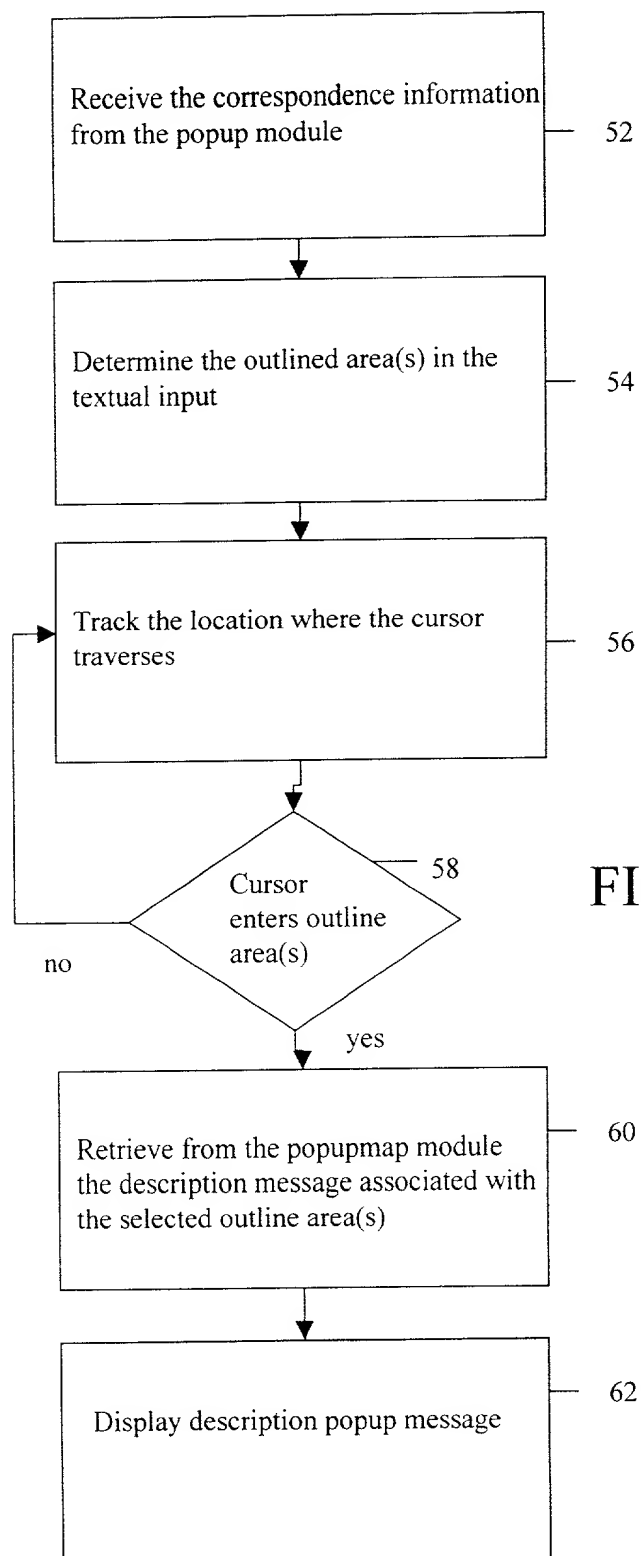 Receive the correspondence information
from the popup module
52
Determine the outlined area(s) in the
textual input
54
Track the location where the cursor
traverses
56
58
Cursor
enters outline
area(s)
FI
no
yes
Retrieve from the popupmap module
the description message associated with
the selected outline area(s)
60
Display description popup message
62